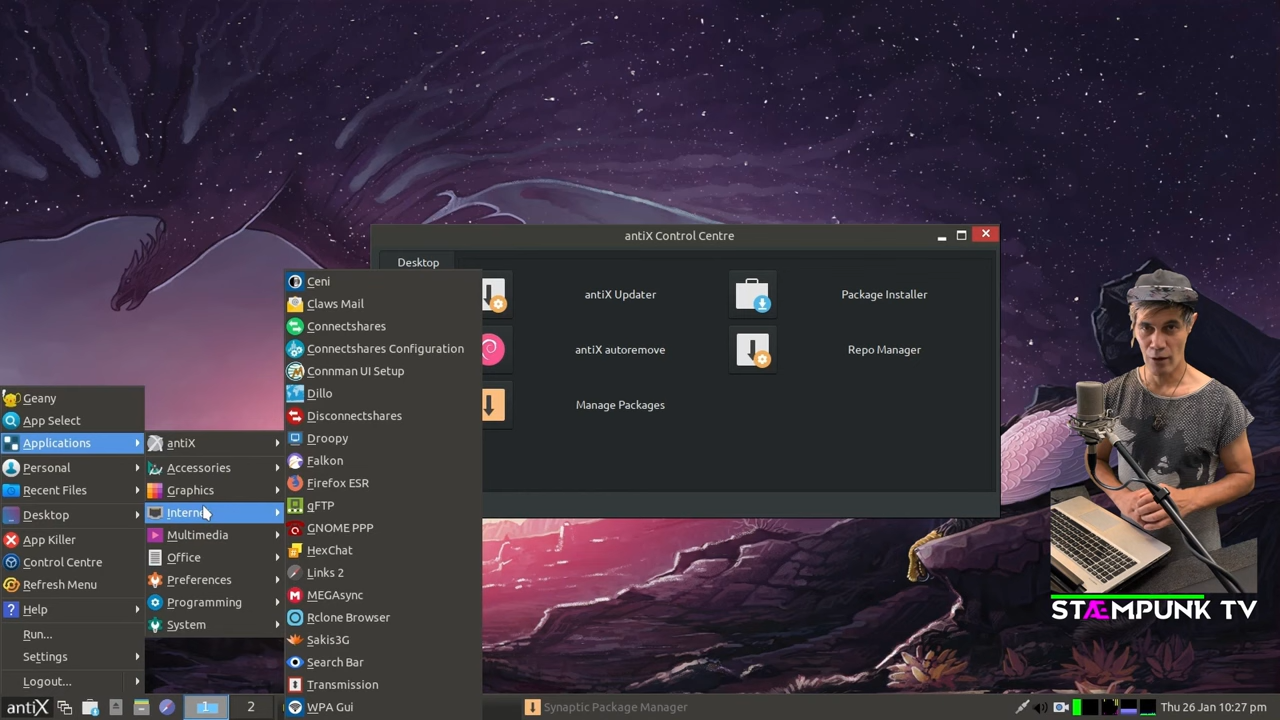 antiX Control Centre
Desktop
antiX Updater
Package Installer
antiX autoremove
Repo Manager
Manage Packages
Geany
App Select
Applications
Personal
Recent Files
Desktop
App Killer
Control Centre
Refresh Menu
Help
Run...
Settings
Logout...
antiX
Accessories
Graphics
Interne
Multimedia
Office
Preferences
Programming
System
Ceni
Claws Mail
Connectshares
Connectshares Configuration
Connman UI Setup
Dillo
Disconnectshares
Droopy
Falkon
Firefox ESR
gFTP
GNOME PPP
HexChat
Links 2
MEGAsync
Rclone Browser
Sakis3G
Search Bar
Transmission
WPA Gui
STÆMPUNK TV
antiX
1
2
Synaptic Package Manager
Thu 26 Jan 10:27 pm